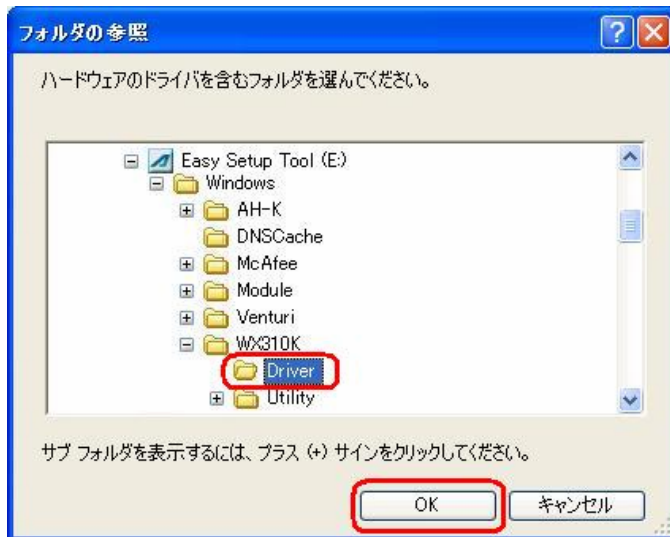 フォルダの参照
ハードウェアのドライバを含むフォルダを選んでください。
Easy Setup Tool (E:)
Windows
AH-K
DNSCache
McAfee
Module
Venturi
WX310K
Driver
Utility
サブ フォルダを表示するには、プラス (+) サインをクリックしてください。
OK キャンセル